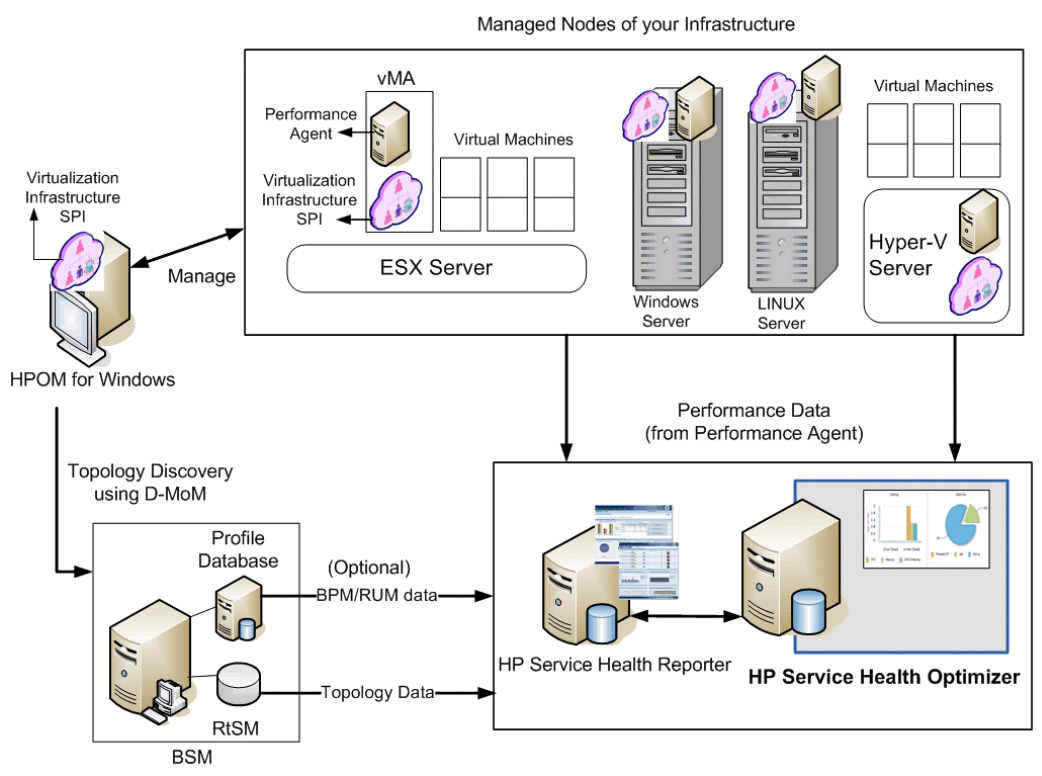 Managed Nodes of your Infrastructure
vMA
Performance
Agent
Virtual Machines
Virtualization
Infrastructure
SPI
ESX Server
Windows
Server
LINUX
Server
Virtual Machines
Hyper-V
Server
Virtualization
Infrastructure
SPI
Manage
HPOM for Windows
Performance Data
(from Performance Agent)
Topology Discovery
using D-MoM
Profile
Database
(Optional)
BPM/RUM data
Topology Data
RtSM
BSM
HP Service Health Reporter
HP Service Health Optimizer